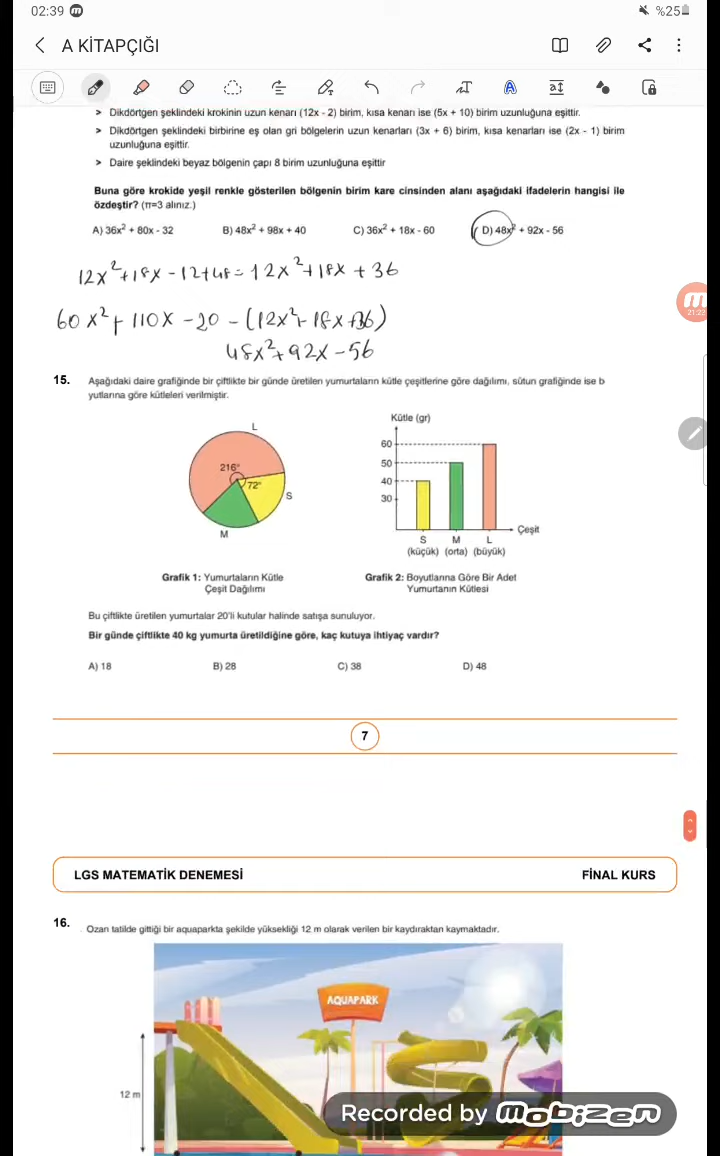 02:39
%25
A KİTAPÇIĞI
> Dikdörtgen şeklindeki krokinin uzun kenarı (12x - 2) birim, kısa kenarı ise (5x + 10) birim uzunluğuna eşittir.
> Dikdörtgen şeklindeki birbirine eş olan gri bölgelerin uzun kenarları (3x + 6) birim, kısa kenarları ise (2x - 1) birim
uzunluğuna eşittir.
> Daire şeklindeki beyaz bölgenin çapı 8 birim uzunluğuna eşittir
Buna göre krokide yeşil renkle gösterilen bölgenin birim kare cinsinden alanı aşağıdaki ifadelerin hangisi ile
özdeştir? (π=3 alınız.)
A) 36x² + 80x - 32
B) 48x² + 98x + 40
C) 36x² + 18x - 60
D) 48x² + 92x - 56
12x²+18x-12+48=12x²+18x+36
60x²+110x-20-(12x²+18x+36)
48x²+92x-56
21:23
15.
Aşağıdaki daire grafiğinde bir çiftlikte bir günde üretilen yumurtaların kütle çeşitlerine göre dağılımı, sütun grafiğinde ise b
yutlarına göre kütleleri verilmiştir.
L
216°
72°
S
M
Kütle (gr)
60
50
40
30
Çeşit
S M L
(küçük) (orta) (büyük)
Grafik 1: Yumurtaların Kütle
Çeşit Dağılımı
Grafik 2: Boyutlarına Göre Bir Adet
Yumurtanın Kütlesi
Bu çiftlikte üretilen yumurtalar 20'li kutular halinde satışa sunuluyor.
Bir günde çiftlikte 40 kg yumurta üretildiğine göre, kaç kutuya ihtiyaç vardır?
A) 18
B) 28
C) 38
D) 48
7
LGS MATEMATİK DENEMESİ
FİNAL KURS
16.
Ozan tatilde gittiği bir aquaparkta şekilde yüksekliği 12 m olarak verilen bir kaydıraktan kaymaktadır.
AQUAPARK
12 m
Recorded by mobizen